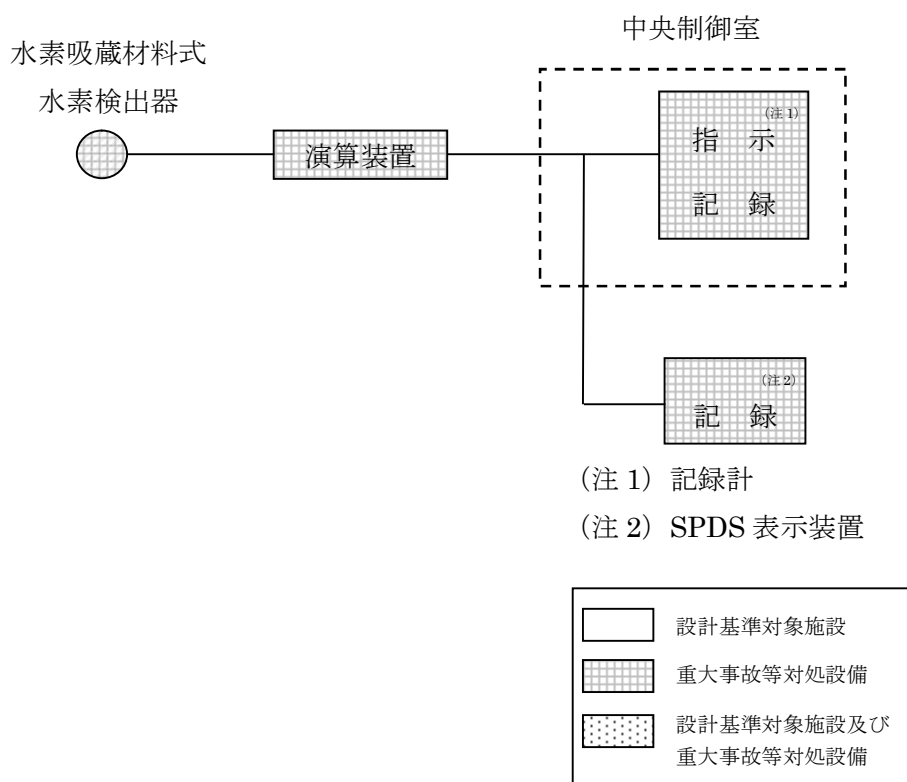 中央制御室
水素吸蔵材料式
水素検出器
演算装置
(注 1)
指 示
記 録
(注 2)
記 録
(注 1) 記録計
(注 2) SPDS 表示装置
設計基準対象施設
重大事故等対処設備
設計基準対象施設及び
重大事故等対処設備